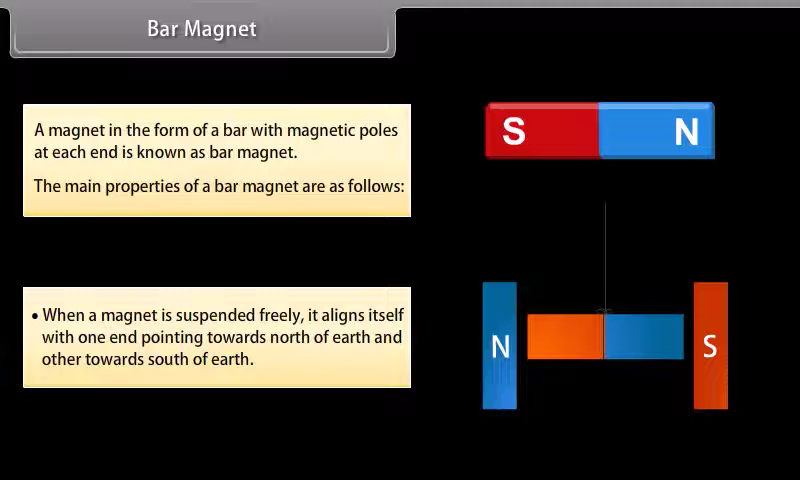 Bar Magnet
A magnet in the form of a bar with magnetic poles
at each end is known as bar magnet.
The main properties of a bar magnet are as follows:
S N
• When a magnet is suspended freely, it aligns itself
with one end pointing towards north of earth and
other towards south of earth.
N S